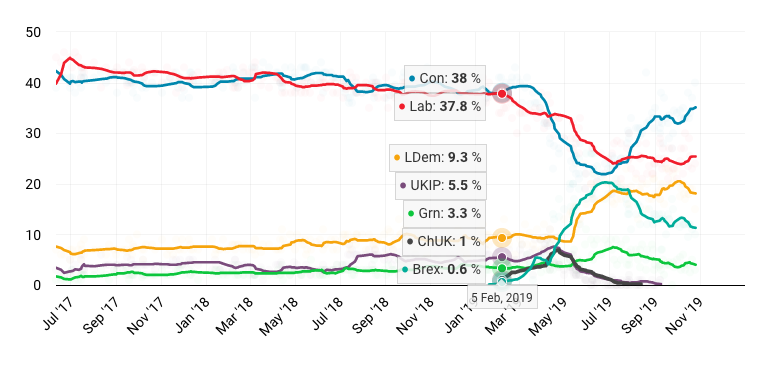 50
40
30
20
10
0
Con: 38 %
Lab: 37.8 %
LDem: 9.3 %
UKIP: 5.5 %
Grn: 3.3 %
ChUK: 1 %
Brex: 0.6 %
5 Feb, 2019
Jul '17
Sep '17
Nov '17
Jan '18
Mar '18
May '18
Jul '18
Sep '18
Nov '18
Mar '19
May '19
Jul '19
Sep '19
Nov '19